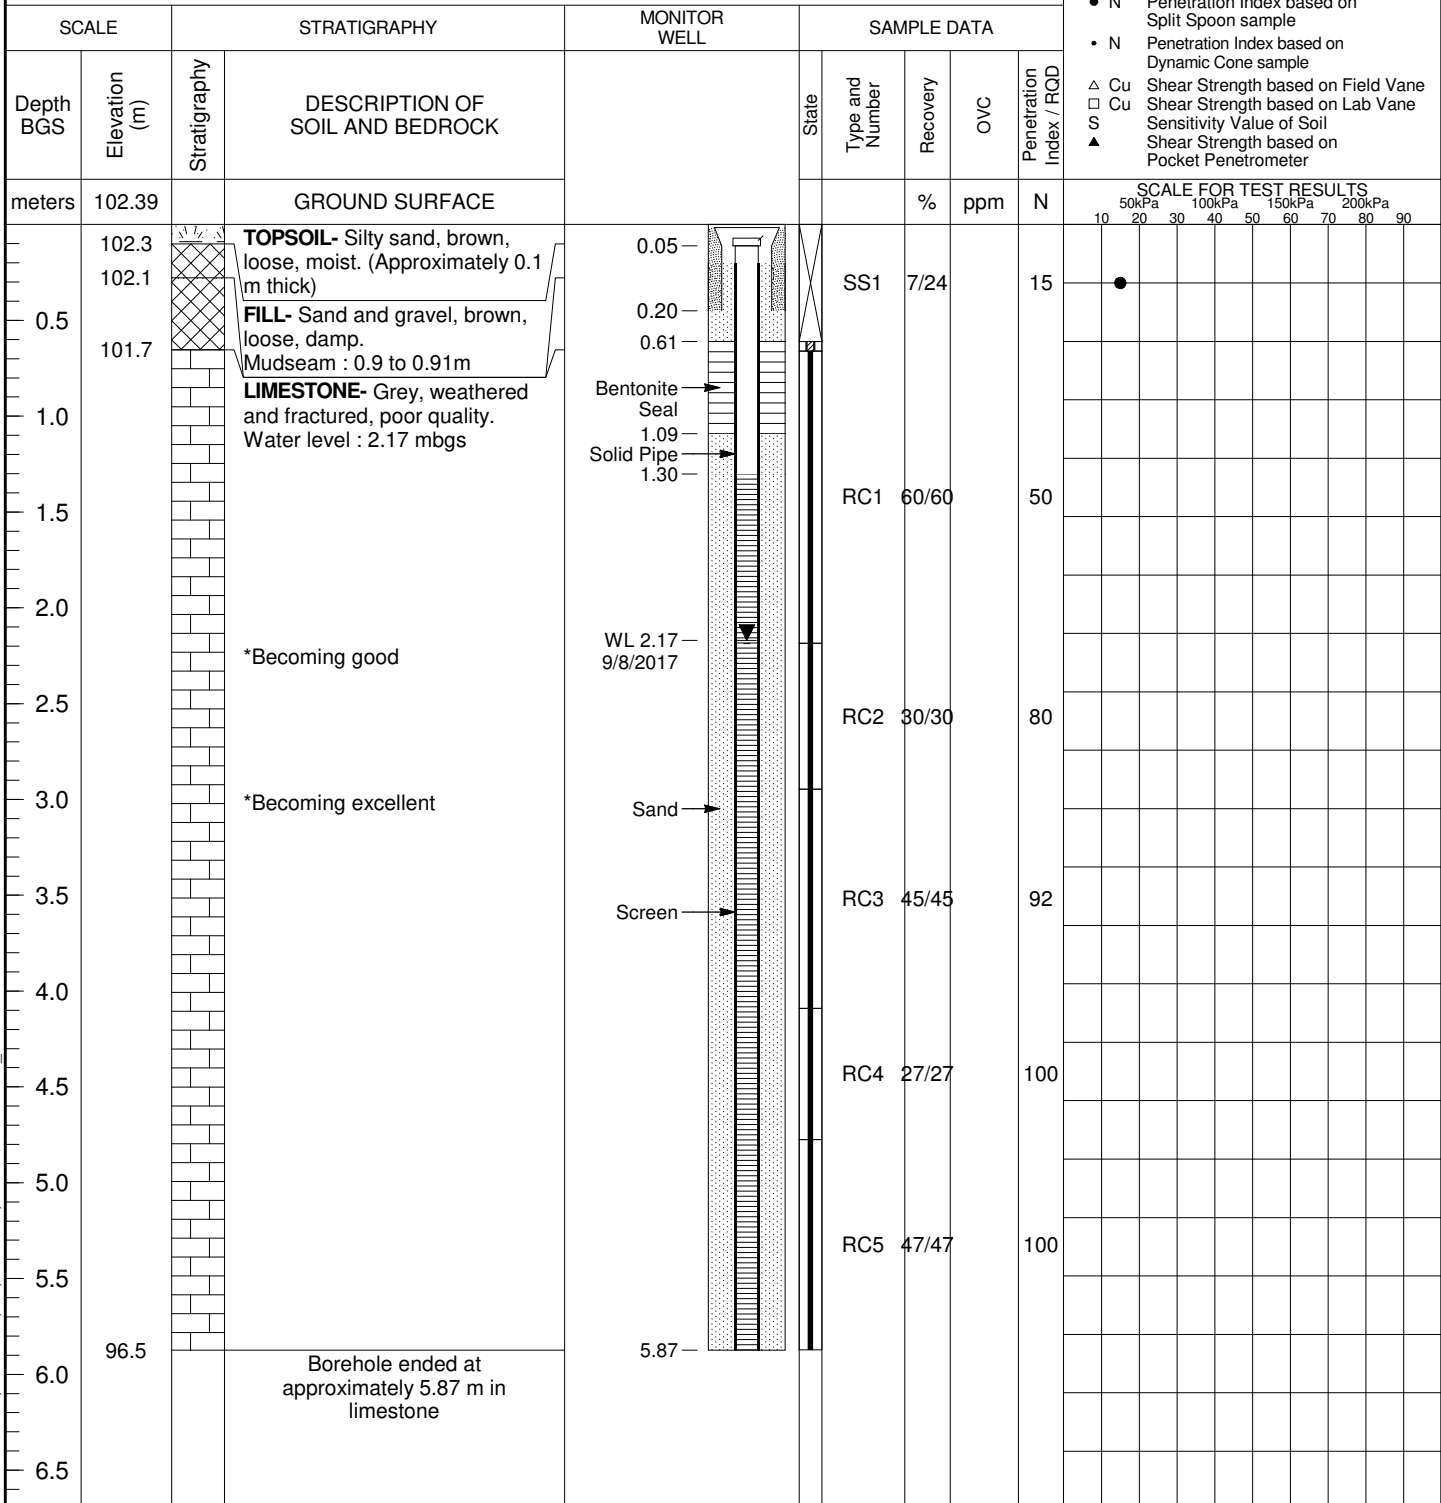 SCALE
STRATIGRAPHY
MONITOR
WELL
SAMPLE DATA
● N Penetration Index based on
Split Spoon sample
• N Penetration Index based on
Dynamic Cone sample
△ Cu Shear Strength based on Field Vane
□ Cu Shear Strength based on Lab Vane
S Sensitivity Value of Soil
▲ Shear Strength based on
Pocket Penetrometer
Depth
BGS
Elevation
(m)
Stratigraphy
DESCRIPTION OF
SOIL AND BEDROCK
State
Type and
Number
Recovery
OVC
Penetration
Index / RQD
meters 102.39 GROUND SURFACE % ppm N
SCALE FOR TEST RESULTS
50kPa 100kPa 150kPa 200kPa
10 20 30 40 50 60 70 80 90
102.3
102.1
101.7
96.5
0.5
1.0
1.5
2.0
2.5
3.0
3.5
4.0
4.5
5.0
5.5
6.0
6.5
TOPSOIL- Silty sand, brown,
loose, moist. (Approximately 0.1
m thick)
FILL- Sand and gravel, brown,
loose, damp.
Mudseam : 0.9 to 0.91m
LIMESTONE- Grey, weathered
and fractured, poor quality.
Water level : 2.17 mbgs
*Becoming good
*Becoming excellent
Borehole ended at
approximately 5.87 m in
limestone
0.05
0.20
0.61
Bentonite
Seal
1.09
Solid Pipe
1.30
WL 2.17
9/8/2017
Sand
Screen
5.87
SS1 7/24 15
RC1 60/60 50
RC2 30/30 80
RC3 45/45 92
RC4 27/27 100
RC5 47/47 100